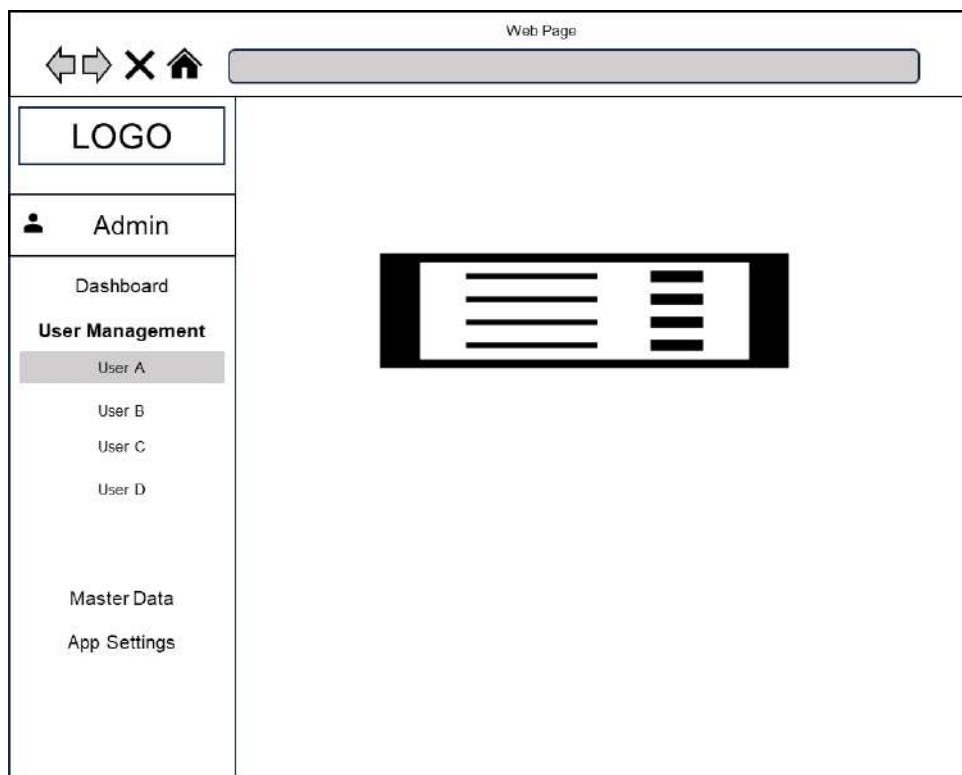 Web Page
LOGO
Admin
Dashboard
User Management
User A
User B
User C
User D
Master Data
App Settings